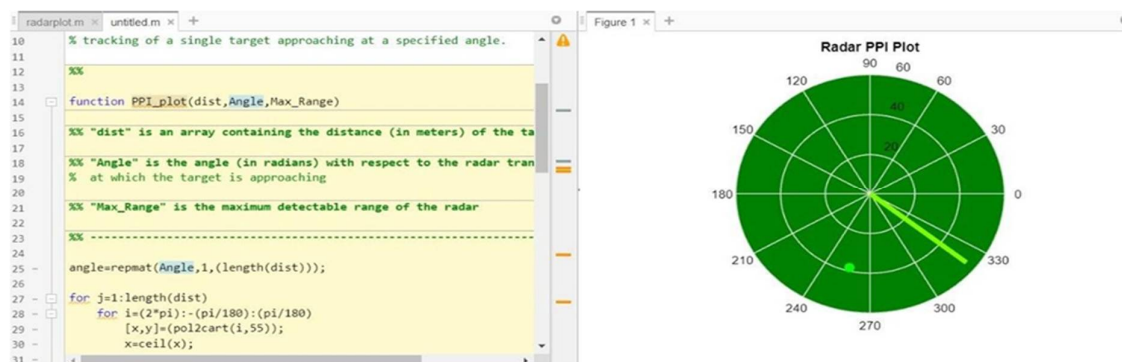 radarplot.m × untitled.m × +
10 % tracking of a single target approaching at a specified angle.
11
12 %%
13
14 function PPI_plot(dist,Angle,Max_Range)
15
16 %% "dist" is an array containing the distance (in meters) of the ta
17
18 %% "Angle" is the angle (in radians) with respect to the radar tran
19 % at which the target is approaching
20
21 %% "Max_Range" is the maximum detectable range of the radar
22
23 %% ----------------------------------------------------------------
24
25 - angle=repmat(Angle,1,(length(dist)));
26
27 - for j=1:length(dist)
28 - for i=(2*pi):-(pi/180):(pi/180)
29 - [x,y]=(pol2cart(i,55));
30 - x=ceil(x);
31 -
Figure 1 × +
Radar PPI Plot
90 60
120 60
40
150 30
20
180 0
210 330
240 300
270